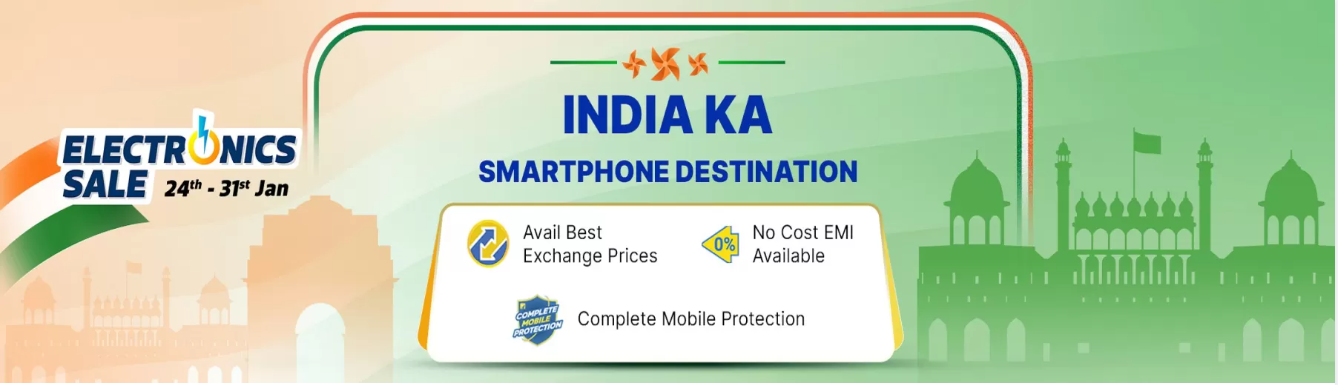 ELECTRONICS
SALE 24th - 31st Jan
INDIA KA
SMARTPHONE DESTINATION
Avail Best
Exchange Prices
0%
No Cost EMI
Available
COMPLETE
MOBILE
PROTECTION
Complete Mobile Protection